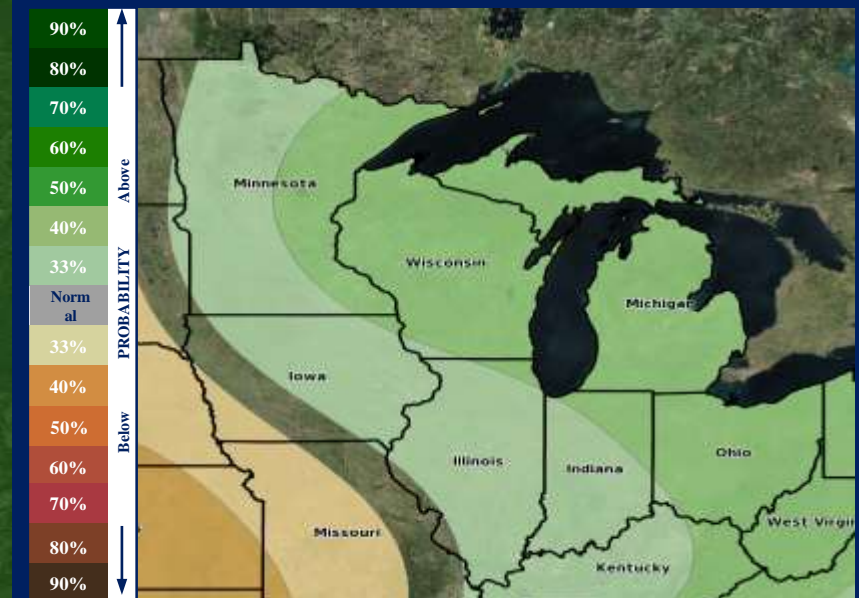 90%
80%
70%
60%
50%
40%
33%
Norm
al
33%
40%
50%
60%
70%
80%
90%
Above
PROBABILITY
Below
Minnesota
Wisconsin
Michigan
Iowa
Illinois
Indiana
Ohio
West Virgin
Missouri
Kentucky